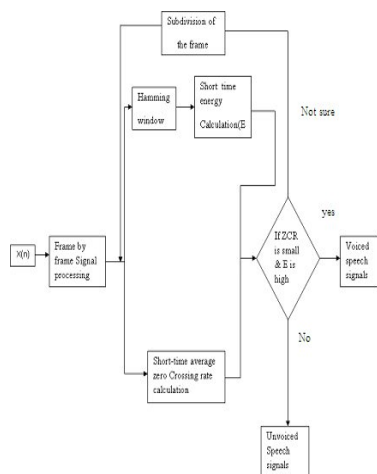 Subdivision of
the frame
Hamming
window
Short time
energy
Calculation(E
Not sure
X(n)
Frame by
frame Signal
processing
If ZCR
is small
& E is
high
yes
Voiced
speech
signals
No
Short-time average
zero Crossing rate
calculation
Unvoiced
Speech
signals